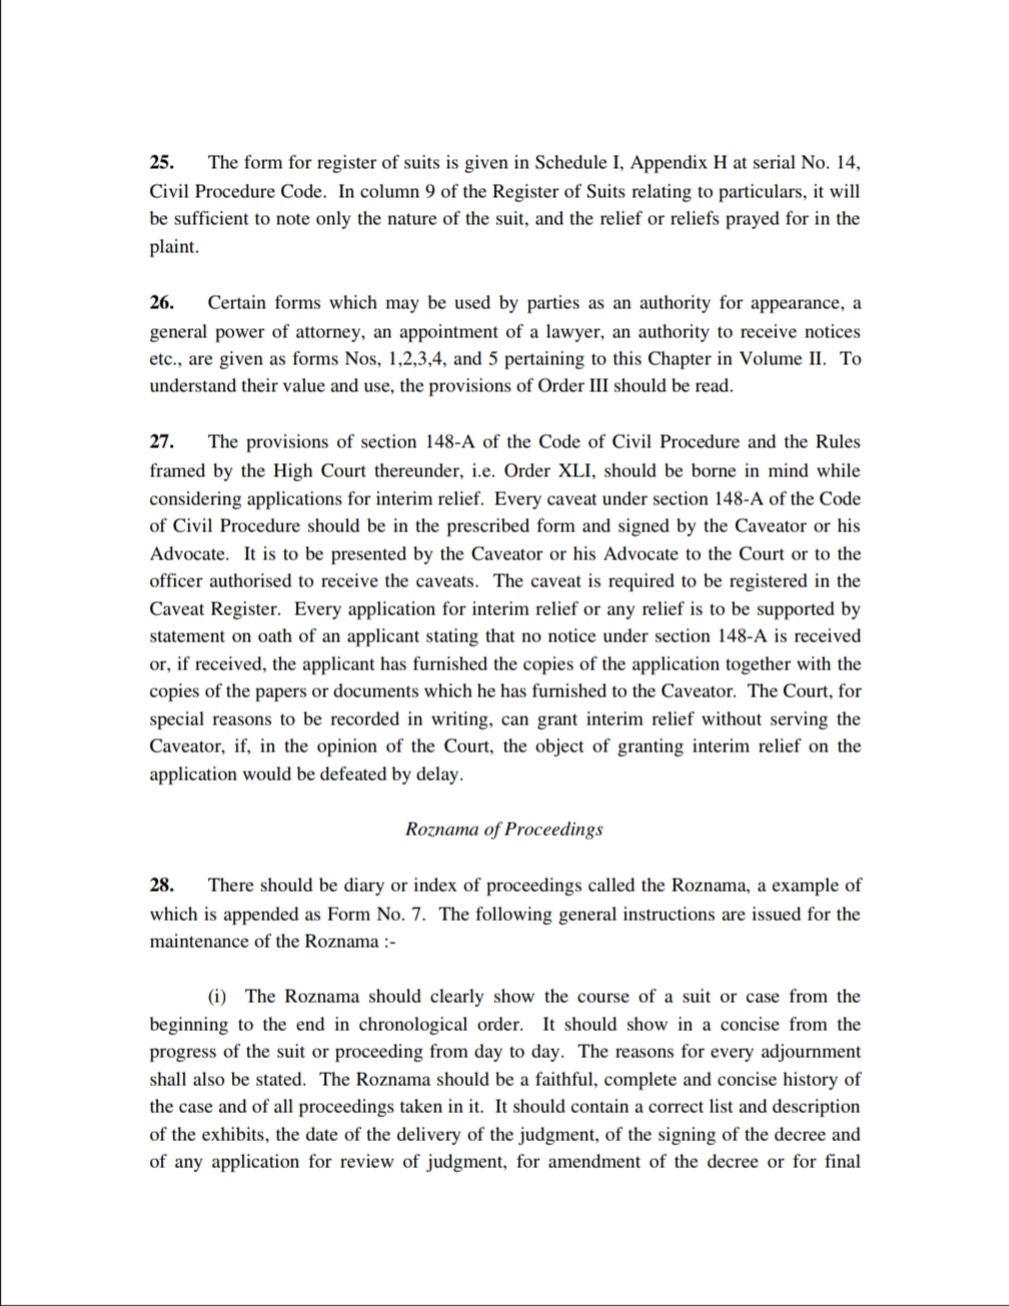 25. The form for register of suits is given in Schedule I, Appendix H at serial No. 14,
Civil Procedure Code. In column 9 of the Register of Suits relating to particulars, it will
be sufficient to note only the nature of the suit, and the relief or reliefs prayed for in the
plaint.
26. Certain forms which may be used by parties as an authority for appearance, a
general power of attorney, an appointment of a lawyer, an authority to receive notices
etc., are given as forms Nos, 1,2,3,4, and 5 pertaining to this Chapter in Volume II. To
understand their value and use, the provisions of Order III should be read.
27. The provisions of section 148-A of the Code of Civil Procedure and the Rules
framed by the High Court thereunder, i.e. Order XLI, should be borne in mind while
considering applications for interim relief. Every caveat under section 148-A of the Code
of Civil Procedure should be in the prescribed form and signed by the Caveator or his
Advocate. It is to be presented by the Caveator or his Advocate to the Court or to the
officer authorised to receive the caveats. The caveat is required to be registered in the
Caveat Register. Every application for interim relief or any relief is to be supported by
statement on oath of an applicant stating that no notice under section 148-A is received
or, if received, the applicant has furnished the copies of the application together with the
copies of the papers or documents which he has furnished to the Caveator. The Court, for
special reasons to be recorded in writing, can grant interim relief without serving the
Caveator, if, in the opinion of the Court, the object of granting interim relief on the
application would be defeated by delay.
Roznama of Proceedings
28. There should be diary or index of proceedings called the Roznama, a example of
which is appended as Form No. 7. The following general instructions are issued for the
maintenance of the Roznama :-
(i) The Roznama should clearly show the course of a suit or case from the
beginning to the end in chronological order. It should show in a concise from the
progress of the suit or proceeding from day to day. The reasons for every adjournment
shall also be stated. The Roznama should be a faithful, complete and concise history of
the case and of all proceedings taken in it. It should contain a correct list and description
of the exhibits, the date of the delivery of the judgment, of the signing of the decree and
of any application for review of judgment, for amendment of the decree or for final